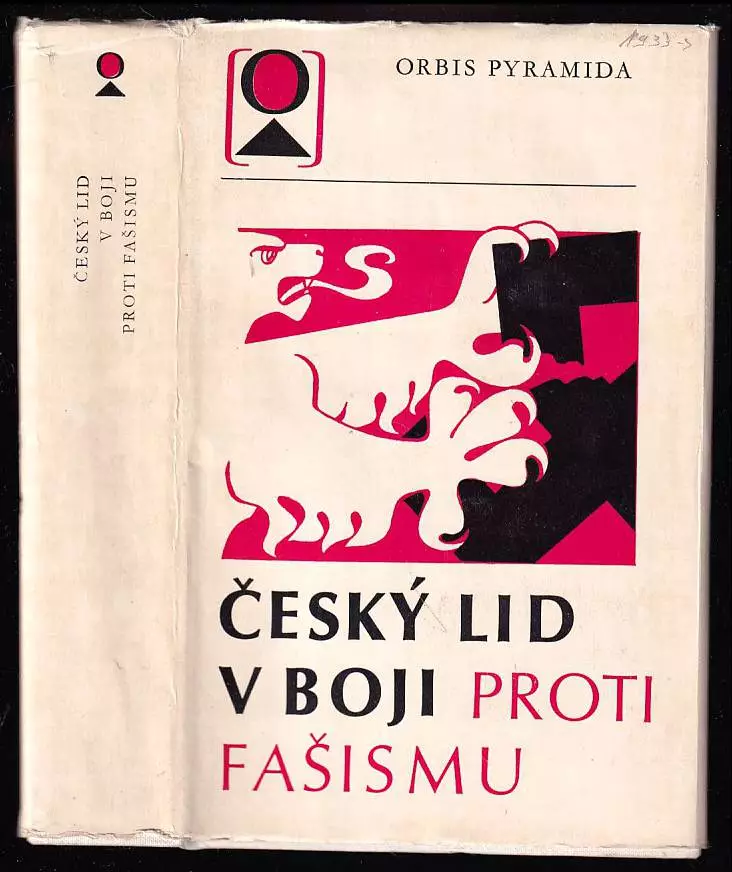 ČESKÝ LID
V BOJI
PROTI FAŠISMU
ORBIS PYRAMIDA
ČESKÝ LID
V BOJI PROTI
FAŠISMU